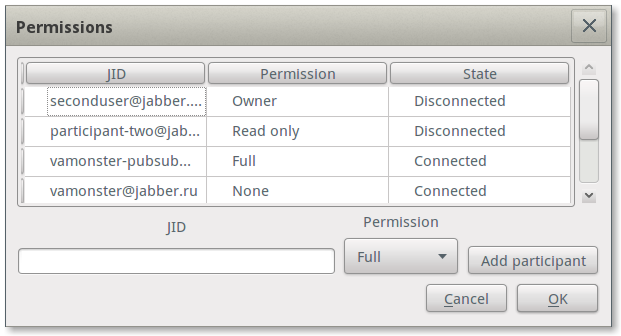 Permissions
JID Permission State
seconduser@jabber.... Owner Disconnected
participant-two@jab... Read only Disconnected
vamonster-pubsub... Full Connected
vamonster@jabber.ru None Connected
JID Permission
Full Add participant
Cancel OK